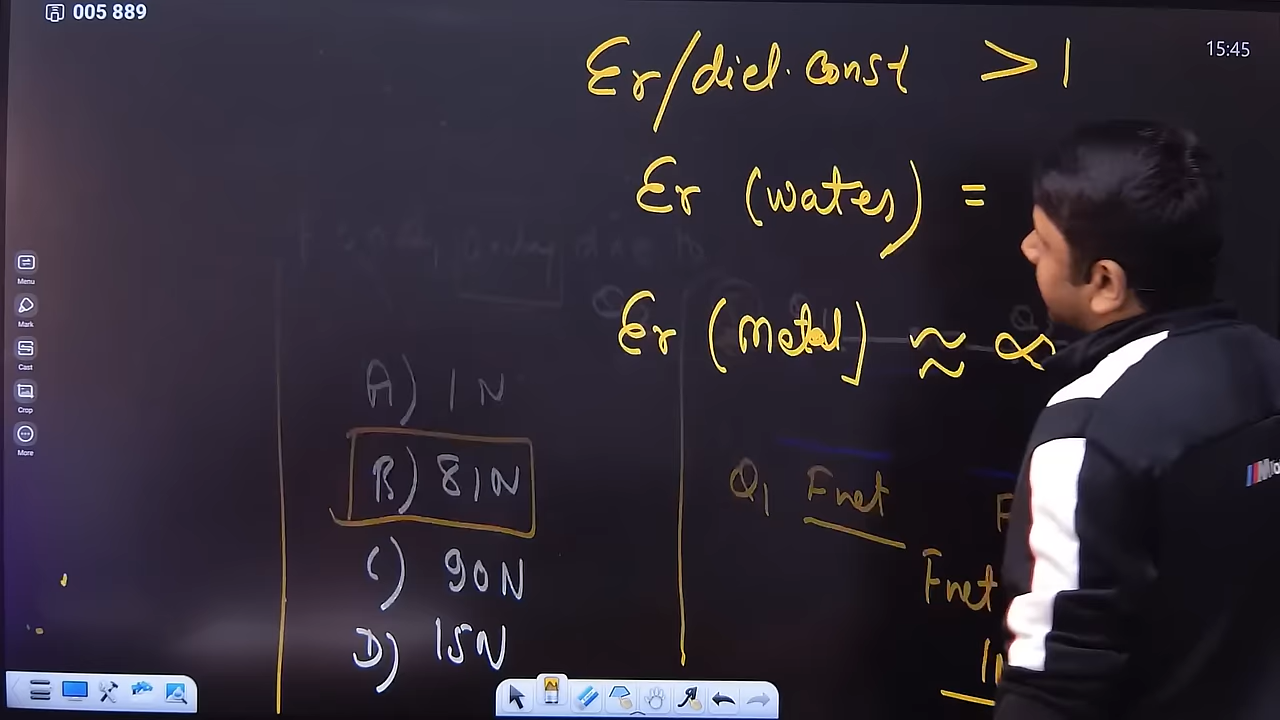 005 889
15:45
Er/diel. const > 1
Er (water) =
Er (Metal) ≈ ∞
A) 1N
B) 81N
C) 90N
D) 15N
Q1 Fnet
Fnet
Menu
Mark
Cast
Crop
More